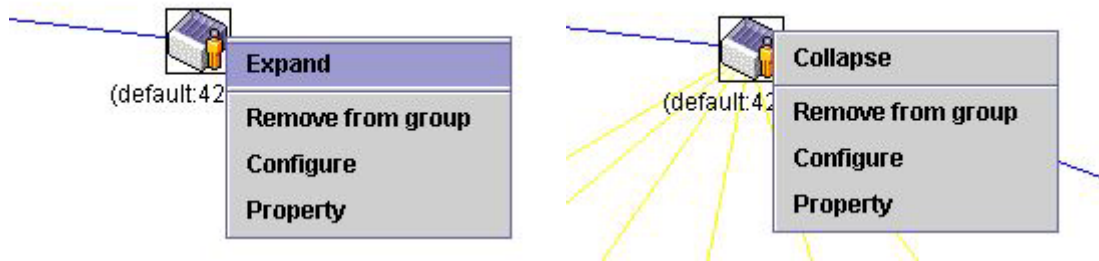 Expand
(default:42
Remove from group
Configure
Property
Collapse
(default:42
Remove from group
Configure
Property